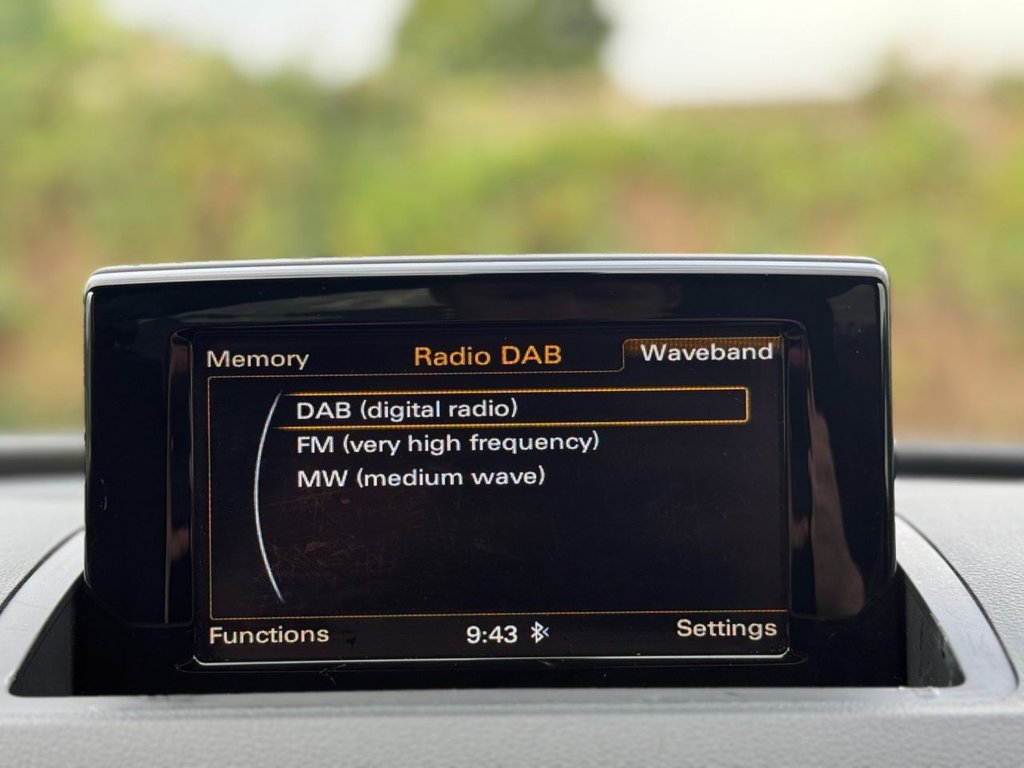 Memory Radio DAB Waveband
DAB (digital radio)
FM (very high frequency)
MW (medium wave)
Functions 9:43 Settings